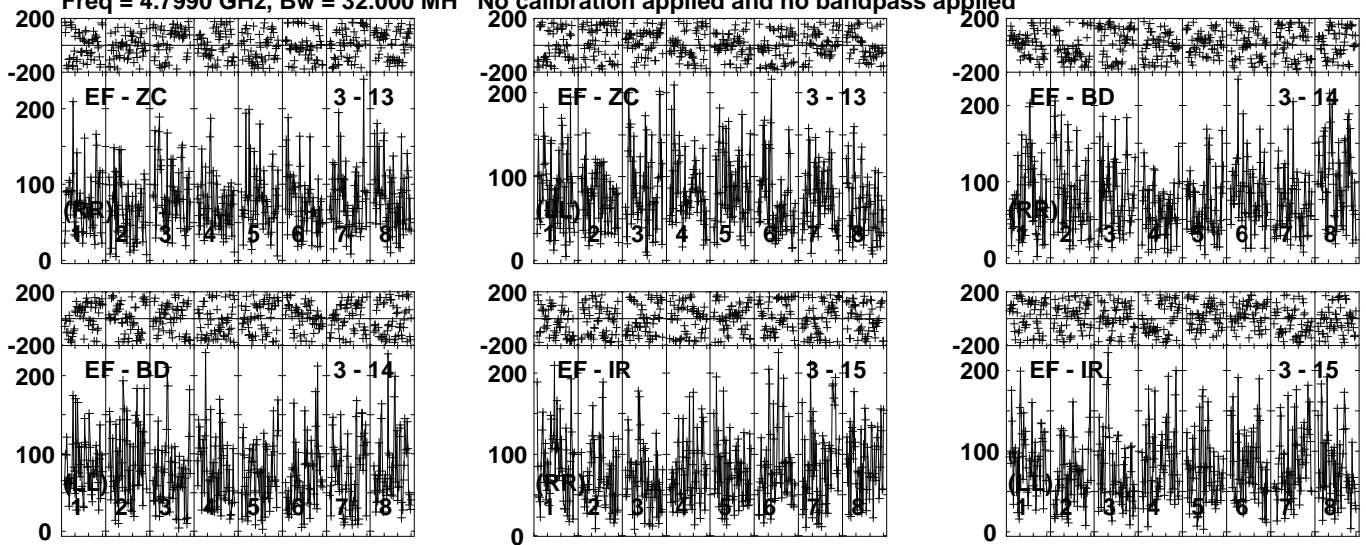 Freq = 4.7990 GHz, Bw = 32.000 MH No calibration applied and no bandpass applied
200
-200
200
100
0
EF - ZC 3 - 13
(RR)
1 2 3 4 5 6 7 8
200
-200
200
100
0
EF - ZC 3 - 13
(LL)
1 2 3 4 5 6 7 8
200
-200
200
100
0
EF - BD 3 - 14
(RR)
1 2 3 4 5 6 7 8
200
-200
200
100
0
EF - BD 3 - 14
(LL)
1 2 3 4 5 6 7 8
200
-200
200
100
0
EF - IR 3 - 15
(RR)
1 2 3 4 5 6 7 8
200
-200
200
100
0
EF - IR 3 - 15
(LL)
1 2 3 4 5 6 7 8